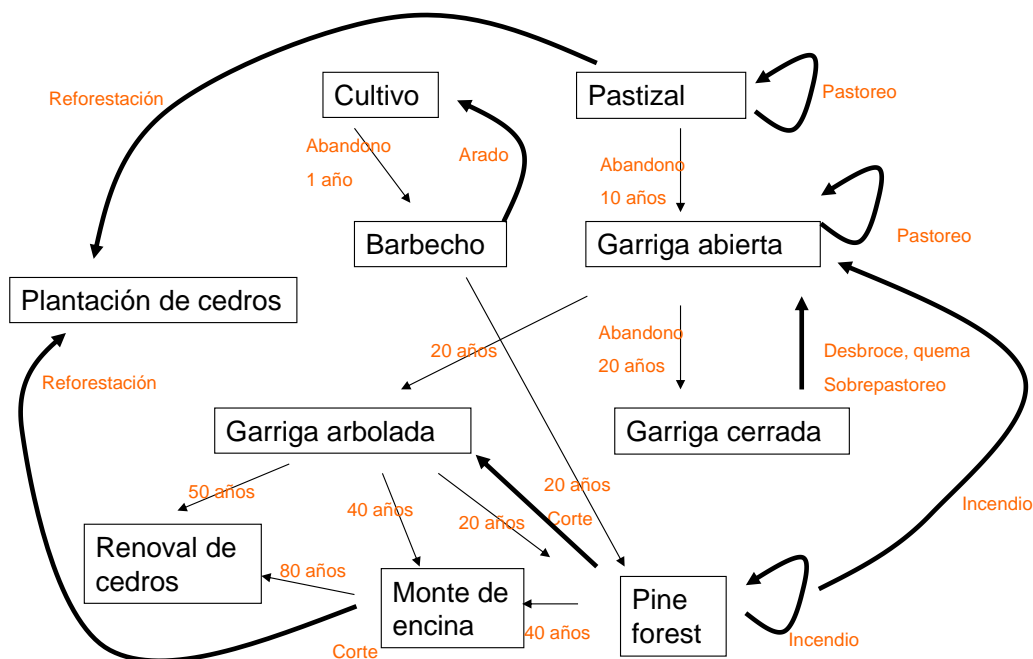 Reforestación
Cultivo
Pastizal
Pastoreo
Abandono
1 año
Arado
Abandono
10 años
Barbecho
Garriga abierta
Pastoreo
Plantación de cedros
Reforestación
20 años
Abandono
20 años
Desbroce, quema
Sobrepastoreo
Garriga arbolada
Garriga cerrada
50 años
40 años
20 años
20 años
Corte
Incendio
Renoval de
cedros
80 años
Monte de
encina
40 años
Pine
forest
Incendio
Corte